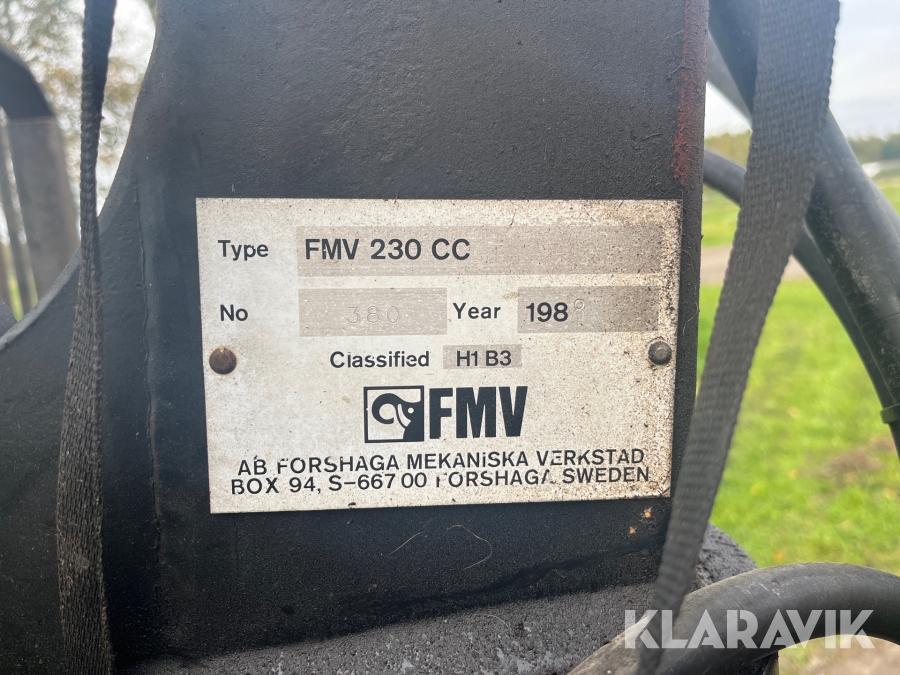 Type FMV 230 CC
No 380 Year 198
Classified H1 B3
FMV
AB FORSHAGA MEKANISKA VERKSTAD
BOX 94, S-667 00 FORSHAGA SWEDEN
KLARAVIK